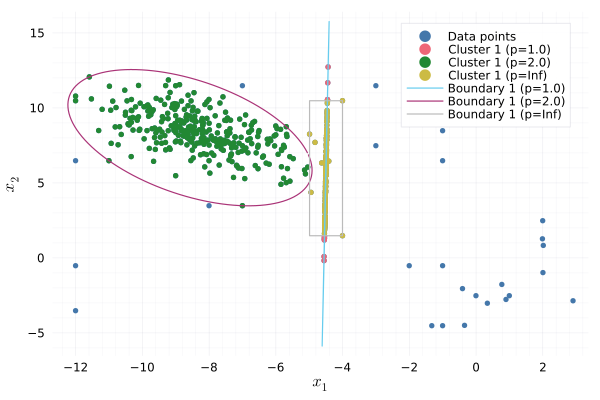 15
10
5
0
−5
−12
−10
−8
−6
−4
−2
0
2
x₁
x₂
Data points
Cluster 1 (p=1.0)
Cluster 1 (p=2.0)
Cluster 1 (p=Inf)
Boundary 1 (p=1.0)
Boundary 1 (p=2.0)
Boundary 1 (p=Inf)